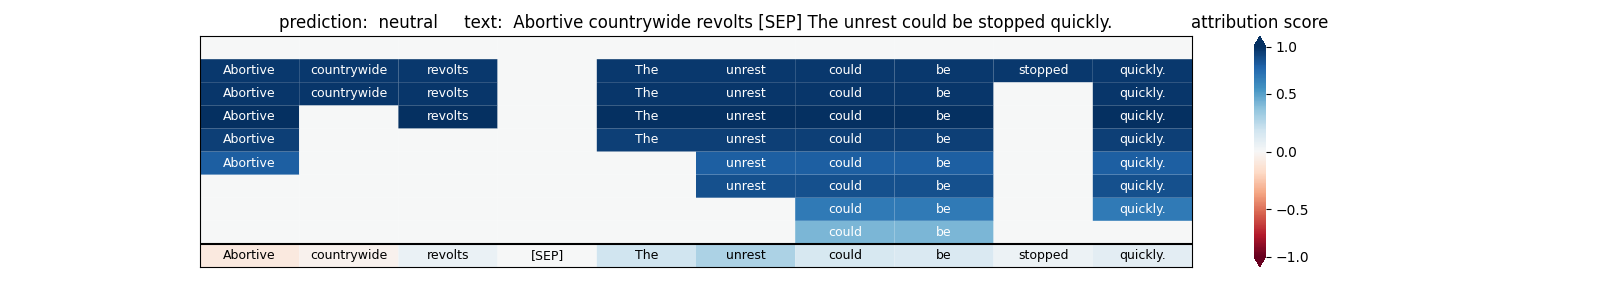 prediction:  neutral     text:  Abortive countrywide revolts [SEP] The unrest could be stopped quickly.
attribution score
Abortive countrywide revolts The unrest could be stopped quickly.
Abortive countrywide revolts The unrest could be quickly.
Abortive revolts The unrest could be quickly.
Abortive The unrest could be quickly.
Abortive unrest could be quickly.
unrest could be quickly.
could be quickly.
could be
Abortive countrywide revolts [SEP] The unrest could be stopped quickly.
1.0
0.5
0.0
−0.5
−1.0